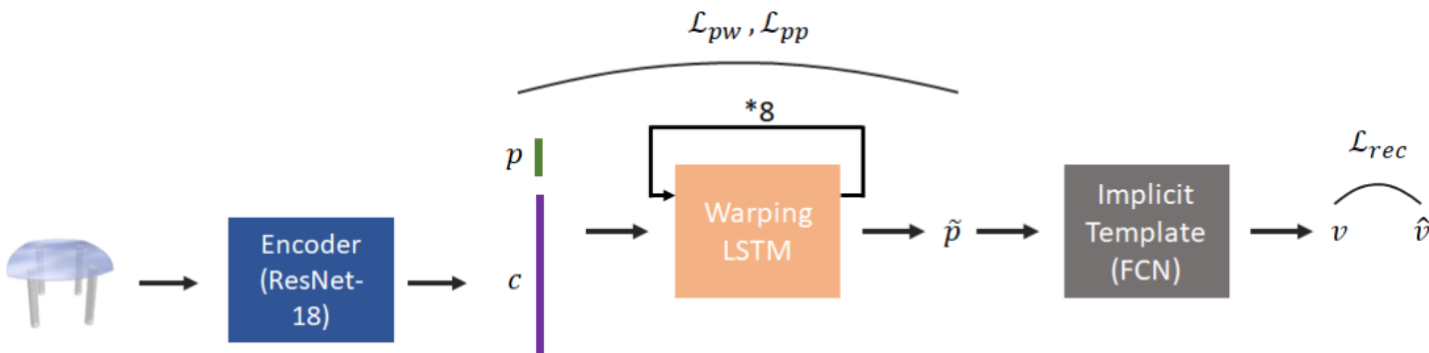 ℒ_pw , ℒ_pp
*8
p
c
Encoder
(ResNet-
18)
Warping
LSTM
p̃
Implicit
Template
(FCN)
ℒ_rec
v
v̂